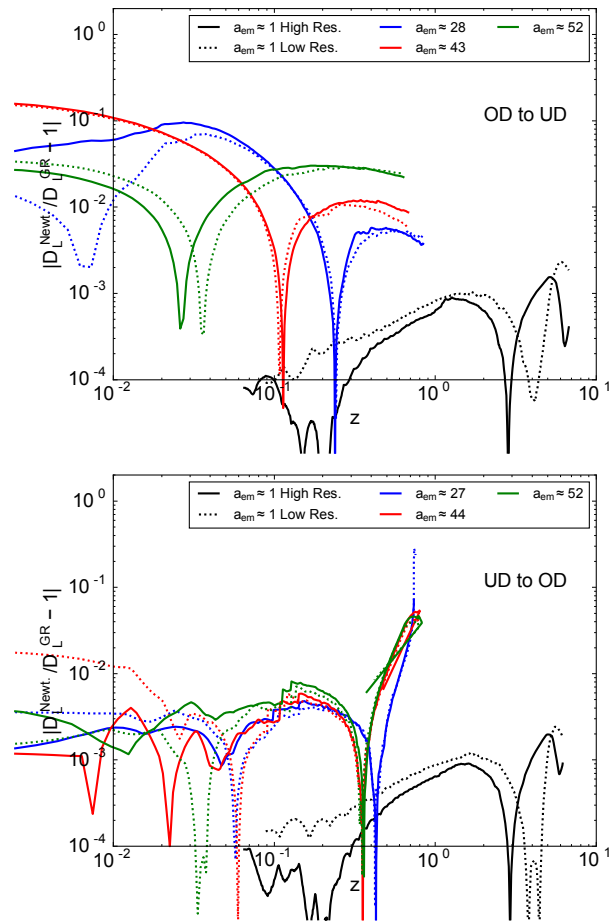 a_em ≈ 1 High Res. a_em ≈ 28 a_em ≈ 52
a_em ≈ 1 Low Res. a_em ≈ 43
OD to UD
|D_L^Newt./D_L^GR − 1|
10^0
10^-1
10^-2
10^-3
10^-4
10^-2 10^-1 10^0 10^1
z
a_em ≈ 1 High Res. a_em ≈ 27 a_em ≈ 52
a_em ≈ 1 Low Res. a_em ≈ 44
UD to OD
|D_L^Newt./D_L^GR − 1|
10^0
10^-1
10^-2
10^-3
10^-4
10^-2 10^-1 10^0 10^1
z